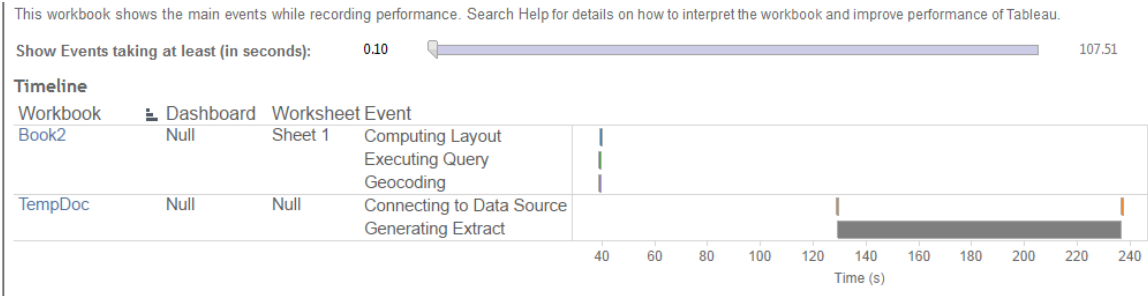 This workbook shows the main events while recording performance. Search Help for details on how to interpret the workbook and improve performance of Tableau.
Show Events taking at least (in seconds): 0.10 107.51
Timeline
Workbook Dashboard Worksheet Event
Book2 Null Sheet 1 Computing Layout
Executing Query
Geocoding
TempDoc Null Null Connecting to Data Source
Generating Extract
40 60 80 100 120 140 160 180 200 220 240
Time (s)